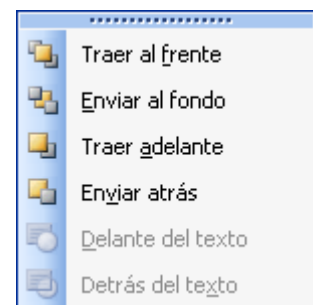 Traer al frente
Enviar al fondo
Traer adelante
Enviar atrás
Delante del texto
Detrás del texto